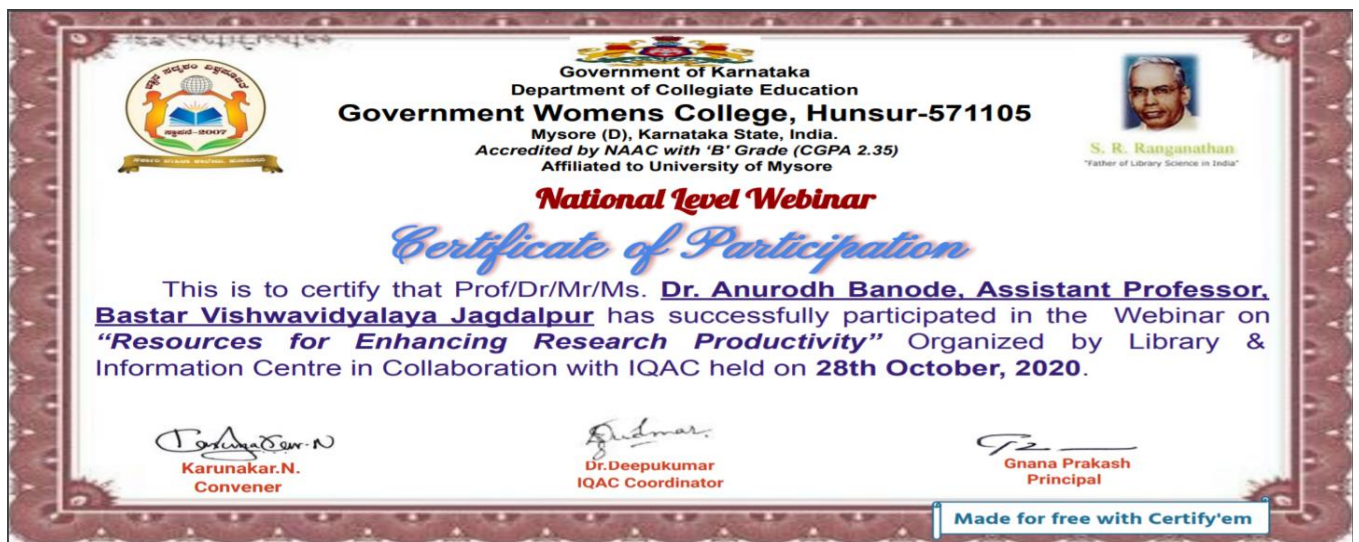 Government of Karnataka
Department of Collegiate Education
Government Womens College, Hunsur-571105
Mysore (D), Karnataka State, India.
Accredited by NAAC with ‘B’ Grade (CGPA 2.35)
Affiliated to University of Mysore
ಸ್ಥಾಪನೆ-2007
S. R. Ranganathan
"Father of Library Science in India"
National Level Webinar
Certificate of Participation
This is to certify that Prof/Dr/Mr/Ms. Dr. Anurodh Banode, Assistant Professor,
Bastar Vishwavidyalaya Jagdalpur has successfully participated in the Webinar on
“Resources for Enhancing Research Productivity” Organized by Library &
Information Centre in Collaboration with IQAC held on 28th October, 2020.
Karunakar.N.
Convener
Dr.Deepukumar
IQAC Coordinator
Gnana Prakash
Principal
Made for free with Certify'em